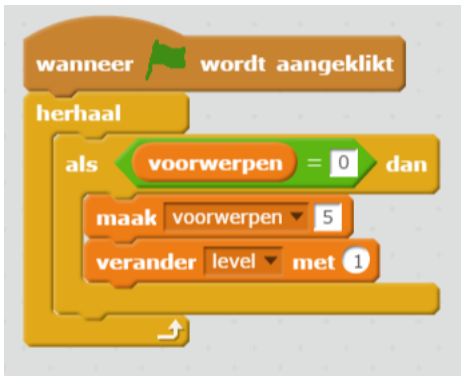 wanneer wordt aangeklikt
herhaal
als voorwerpen = 0 dan
maak voorwerpen 5
verander level met 1